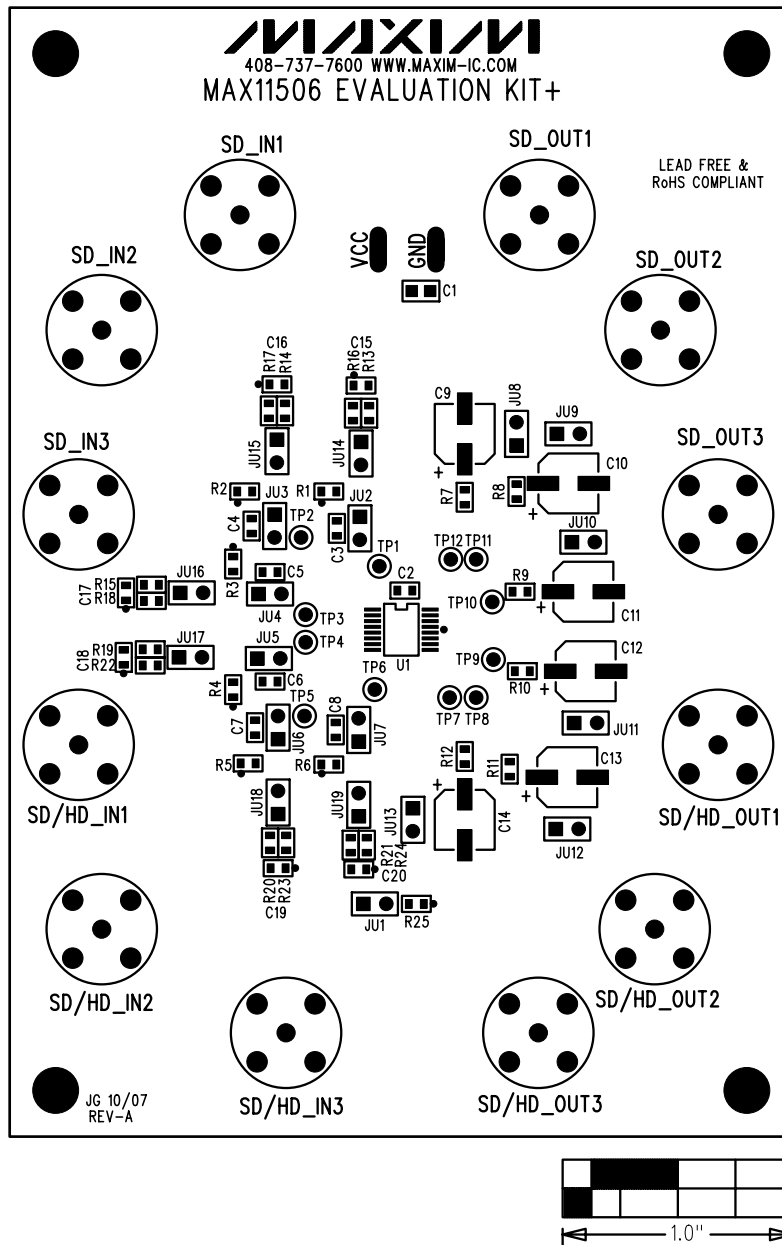 MAXIM
408-737-7600 WWW.MAXIM-IC.COM
MAX11506 EVALUATION KIT+
SD_IN1
SD_OUT1
LEAD FREE &
RoHS COMPLIANT
VCC
GND
SD_IN2
SD_OUT2
C1
C16
R17
R14
C15
R16
R13
C9
JU8
JU9
JU15
JU14
SD_IN3
SD_OUT3
C10
R2
R1
R7
R8
JU3
JU2
C4
TP2
C3
JU10
TP1
TP12
TP11
R3
C5
C2
R9
R15
C17
R18
JU16
JU4
TP3
TP10
C11
TP4
U1
R19
C18
R22
JU17
JU5
TP9
C12
R4
C6
TP6
R10
TP5
TP7
TP8
C7
C8
JU11
JU6
JU7
R12
R11
C13
R5
R6
SD/HD_IN1
SD/HD_OUT1
JU18
JU19
JU13
C14
JU12
R20
R23
C19
R21
R24
C20
JU1
R25
SD/HD_IN2
SD/HD_OUT2
JG 10/07
REV-A
SD/HD_IN3
SD/HD_OUT3
1.0"